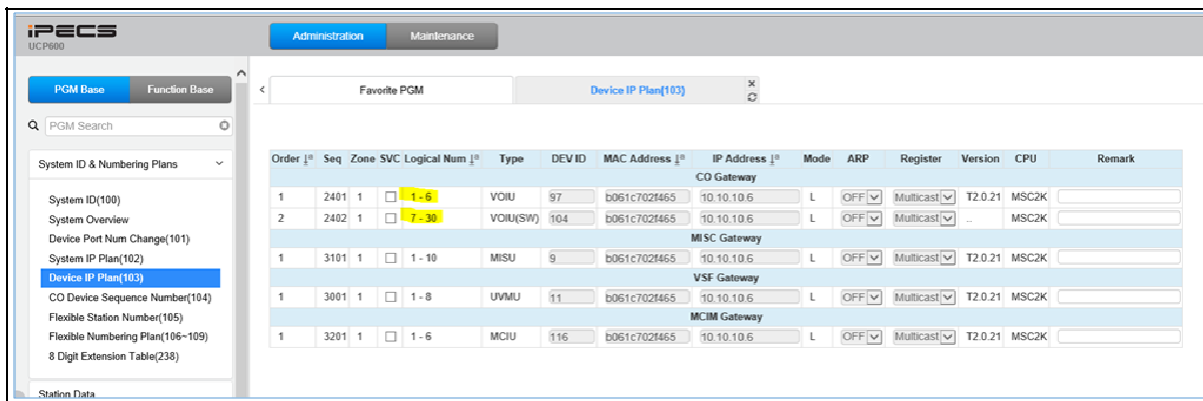 iPECS
UCP600
Administration Maintenance
PGM Base Function Base
Favorite PGM Device IP Plan(103)
PGM Search
System ID & Numbering Plans
System ID(100)
System Overview
Device Port Num Change(101)
System IP Plan(102)
Device IP Plan(103)
CO Device Sequence Number(104)
Flexible Station Number(105)
Flexible Numbering Plan(106~109)
8 Digit Extension Table(238)
Station Data
Order Seq Zone SVC Logical Num Type DEV ID MAC Address IP Address Mode ARP Register Version CPU Remark
CO Gateway
1 2401 1 1 - 6 VOIU 97 b061c702f465 10.10.10.6 L OFF Multicast T2.0.21 MSC2K
2 2402 1 7 - 30 VOIU(SW) 104 b061c702f465 10.10.10.6 L OFF Multicast .. MSC2K
MISC Gateway
1 3101 1 1 - 10 MISU 9 b061c702f465 10.10.10.6 L OFF Multicast T2.0.21 MSC2K
VSF Gateway
1 3001 1 1 - 8 UVMU 11 b061c702f465 10.10.10.6 L OFF Multicast T2.0.21 MSC2K
MCIM Gateway
1 3201 1 1 - 6 MCIU 116 b061c702f465 10.10.10.6 L OFF Multicast T2.0.21 MSC2K